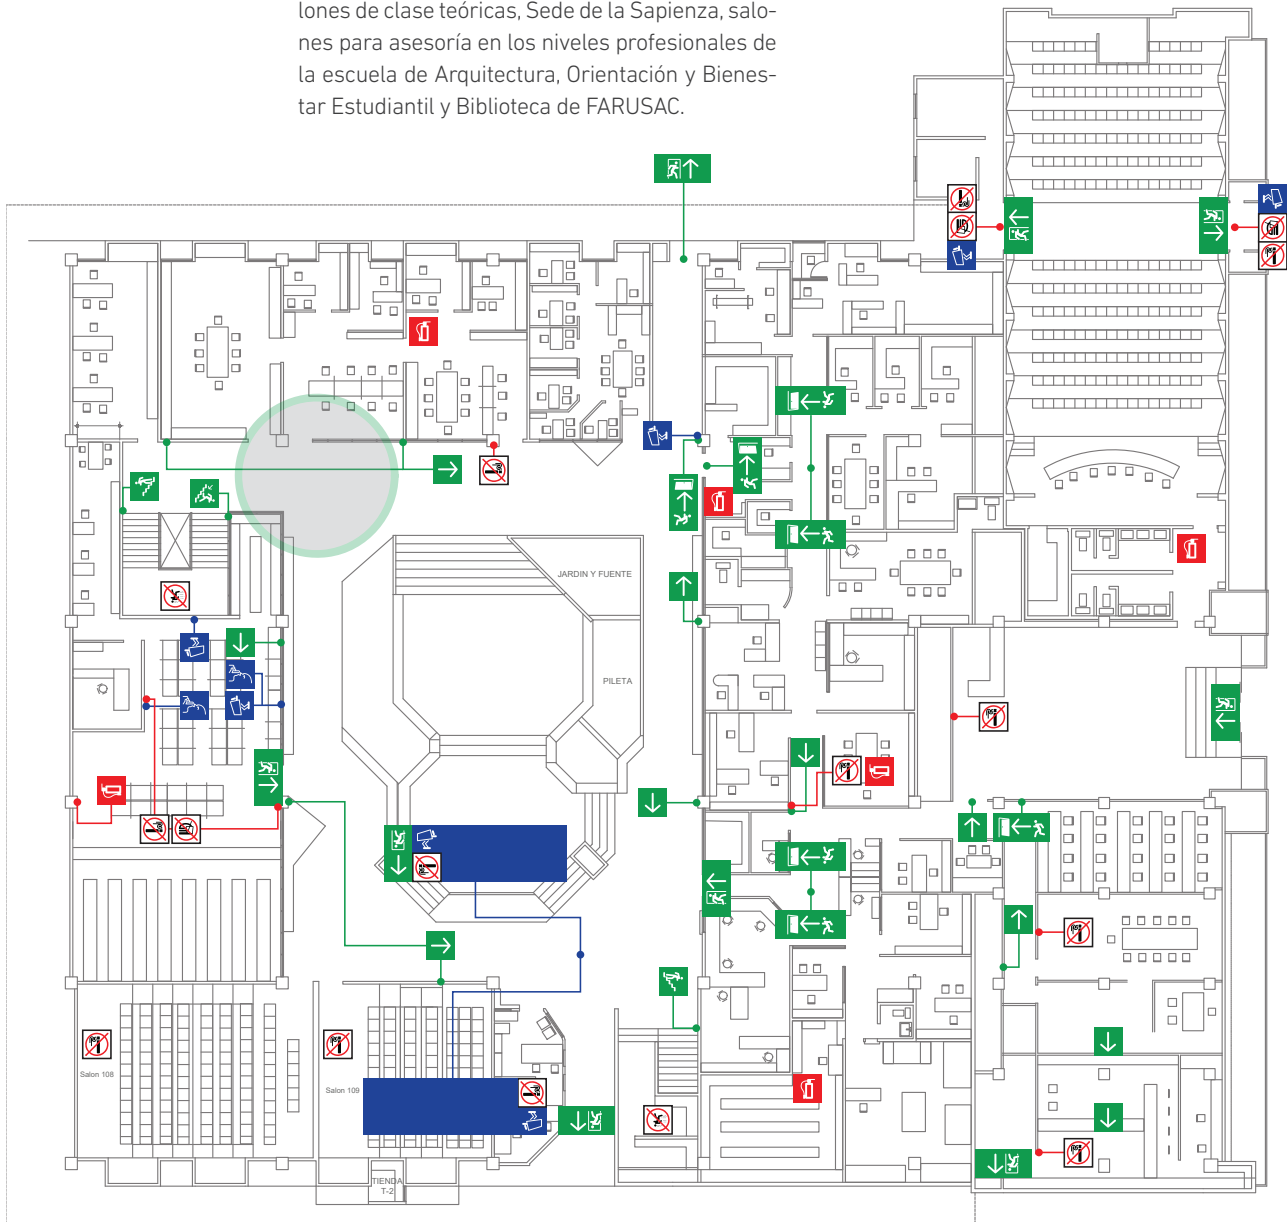 lones de clase teóricas, Sede de la Sapienza, salo-
nes para asesoría en los niveles profesionales de
la escuela de Arquitectura, Orientación y Bienes-
tar Estudiantil y Biblioteca de FARUSAC.
JARDIN Y FUENTE
PILETA
Salon 108
Salon 109
TIENDA
T-2